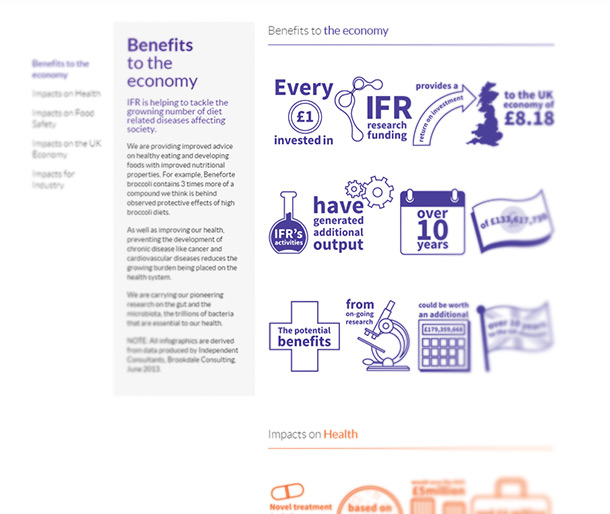 Benefits to the
economy
Impacts on Health
Impacts on Food
Safety
Impacts on the UK
Economy
Impacts for
Industry
Benefits
to the
economy
IFR is helping to tackle the
growning number of diet
related diseases affecting
society.
We are providing improved advice
on healthy eating and developing
foods with improved nutritional
properties. For example, Beneforte
broccoli contains 3 times more of a
compound we think is behind
observed protective effects of high
broccoli diets.
As well as improving our health,
preventing the development of
chronic disease like cancer and
cardiovascular diseases reduces the
growing burden being placed on the
health system.
We are carrying our pioneering
research on the gut and the
microbiota, the trillions of bacteria
that are essential to our health.
NOTE: All infographics are derived
from data produced by Independent
Consultants, Brookdale Consulting,
June 2013.
Benefits to the economy
Every
£1
invested in
IFR
research
funding
provides a
return on investment
to the UK
economy of
£8.18
IFR's
activities
have
generated
additional
output
over
10
years
of £133,617,730
The potential
benefits
from
on-going
research
could be worth
an additional
£179,359,666
over 10 years
Impacts on Health
Novel treatment
based on
£5million